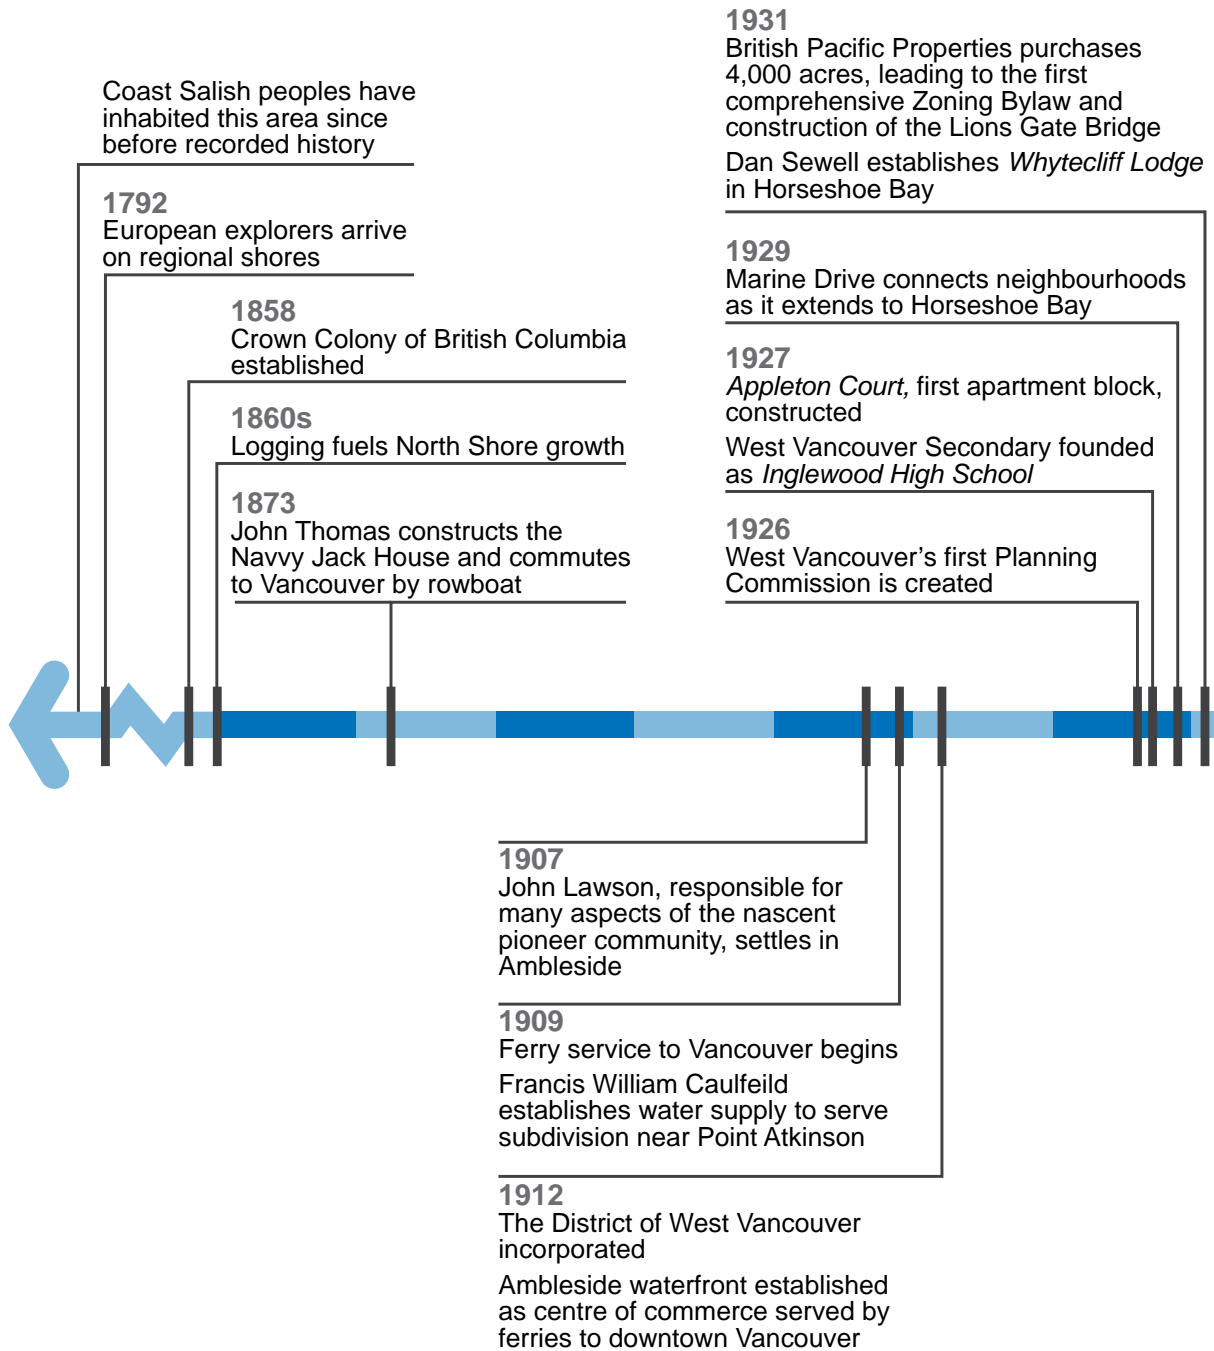 Coast Salish peoples have
inhabited this area since
before recorded history
1792
European explorers arrive
on regional shores
1858
Crown Colony of British Columbia
established
1860s
Logging fuels North Shore growth
1873
John Thomas constructs the
Navvy Jack House and commutes
to Vancouver by rowboat
1931
British Pacific Properties purchases
4,000 acres, leading to the first
comprehensive Zoning Bylaw and
construction of the Lions Gate Bridge
Dan Sewell establishes Whytecliff Lodge
in Horseshoe Bay
1929
Marine Drive connects neighbourhoods
as it extends to Horseshoe Bay
1927
Appleton Court, first apartment block,
constructed
West Vancouver Secondary founded
as Inglewood High School
1926
West Vancouver's first Planning
Commission is created
1907
John Lawson, responsible for
many aspects of the nascent
pioneer community, settles in
Ambleside
1909
Ferry service to Vancouver begins
Francis William Caulfeild
establishes water supply to serve
subdivision near Point Atkinson
1912
The District of West Vancouver
incorporated
Ambleside waterfront established
as centre of commerce served by
ferries to downtown Vancouver